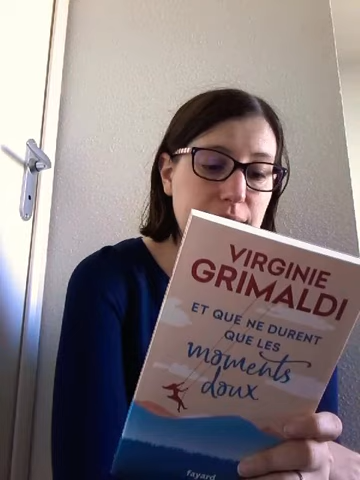 VIRGINIE
GRIMALDI
ET QUE NE DURENT
QUE LES
moments
doux
fayard